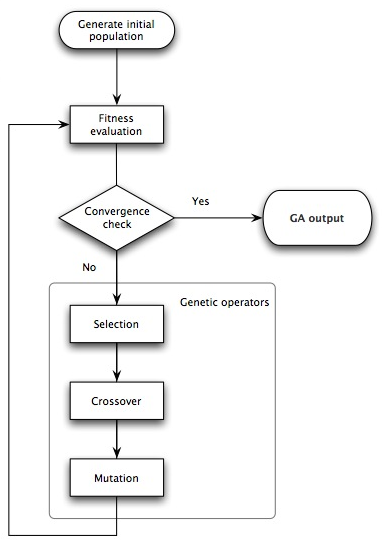 Generate initial
population
Fitness
evaluation
Convergence
check
Yes
GA output
No
Genetic operators
Selection
Crossover
Mutation